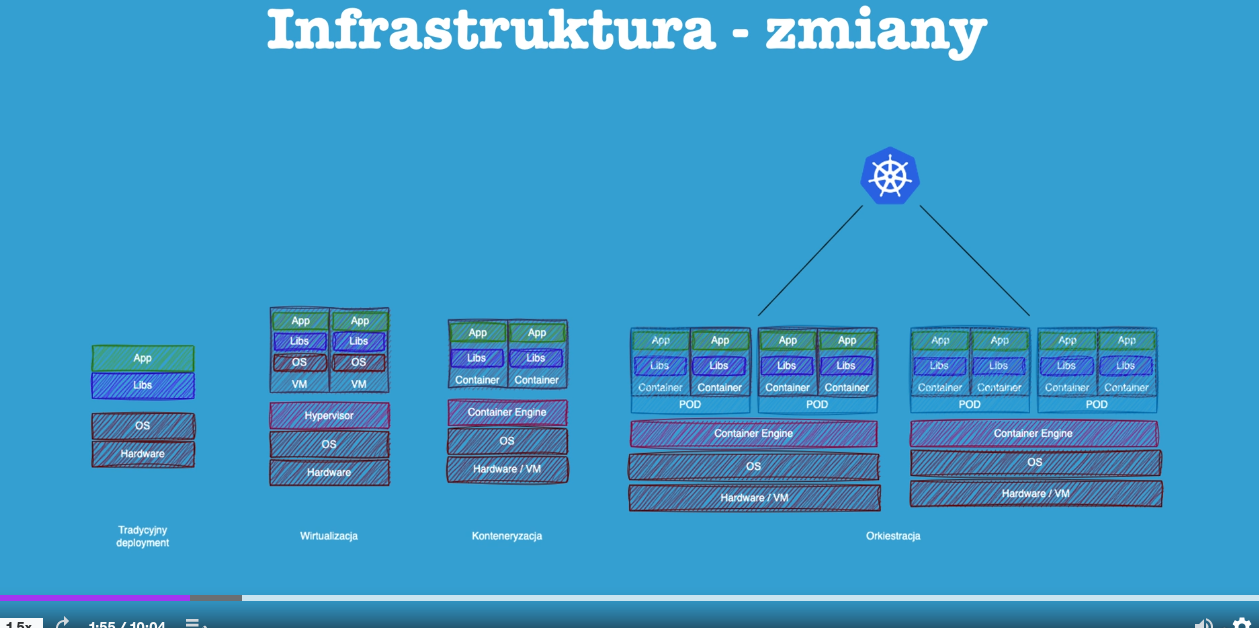 Infrastruktura - zmiany
App
Libs
OS
Hardware
Tradycyjny
deployment
App App
Libs Libs
OS OS
VM VM
Hypervisor
OS
Hardware
Wirtualizacja
App App
Libs Libs
Container Container
Container Engine
OS
Hardware / VM
Konteneryzacja
App App App App
Libs Libs Libs Libs
Container Container Container Container
POD POD
Container Engine
OS
Hardware / VM
App App App App
Libs Libs Libs Libs
Container Container Container Container
POD POD
Container Engine
OS
Hardware / VM
Orkiestracja
1.5x 1:55 / 10:04